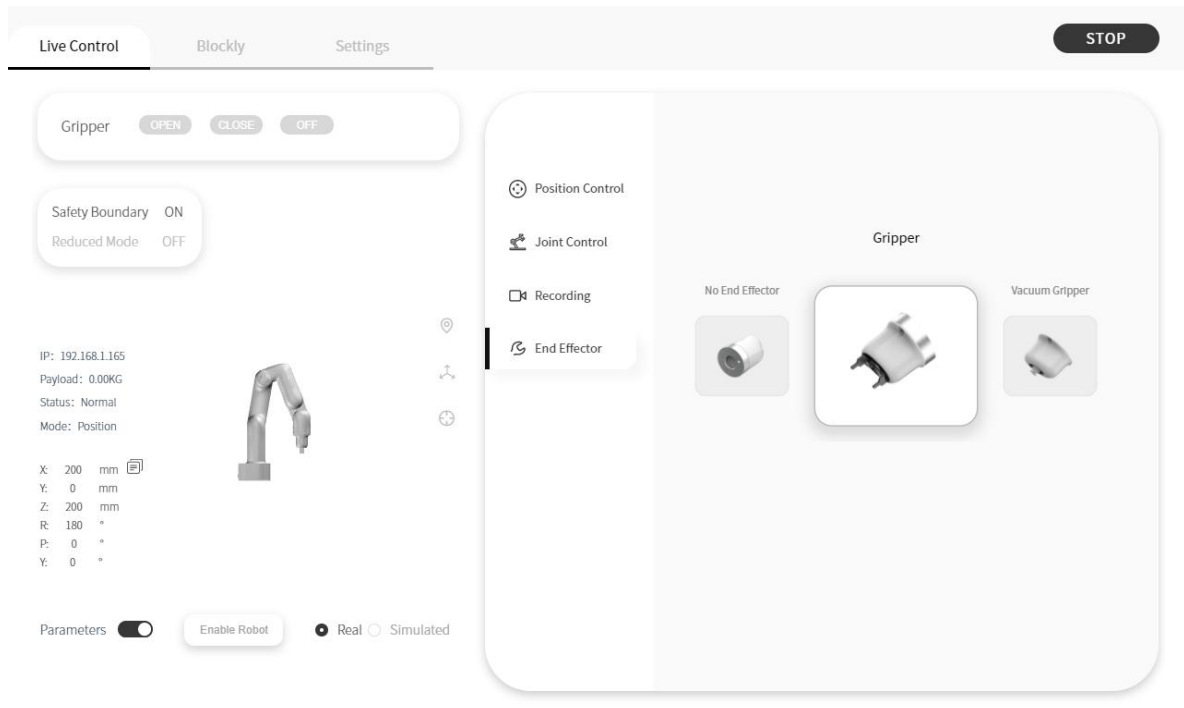 Live Control
Blockly
Settings
STOP
Gripper OPEN CLOSE OFF
Safety Boundary ON
Reduced Mode OFF
IP: 192.168.1.165
Payload: 0.00KG
Status: Normal
Mode: Position
X: 200 mm
Y: 0 mm
Z: 200 mm
R: 180 °
P: 0 °
Y: 0 °
Parameters
Enable Robot
Real
Simulated
Position Control
Joint Control
Recording
End Effector
Gripper
No End Effector
Vacuum Gripper